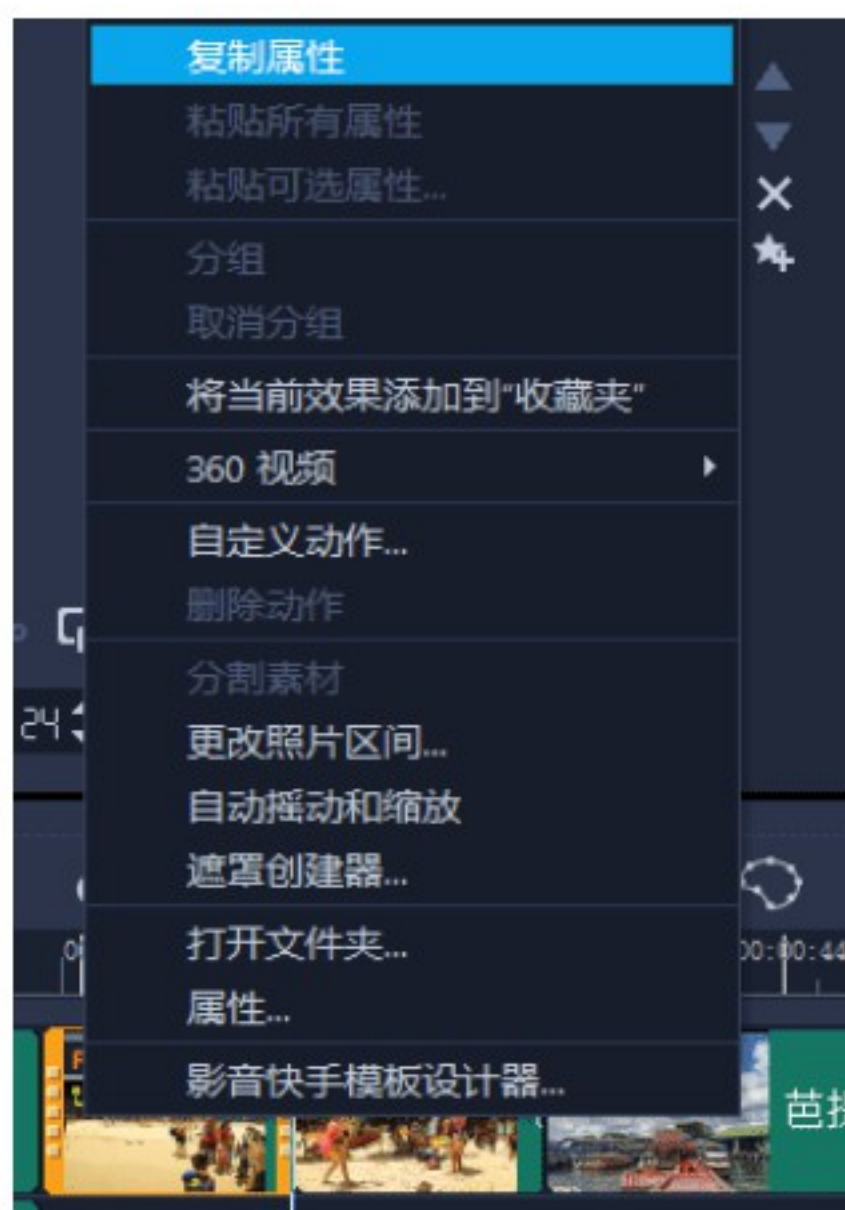 复制属性
粘贴所有属性
粘贴可选属性...
分组
取消分组
将当前效果添加到“收藏夹”
360 视频
自定义动作...
删除动作
24
分割素材
更改照片区间...
自动摇动和缩放
遮罩创建器...
打开文件夹...
00:00:44
属性...
影音快手模板设计器...
芭提